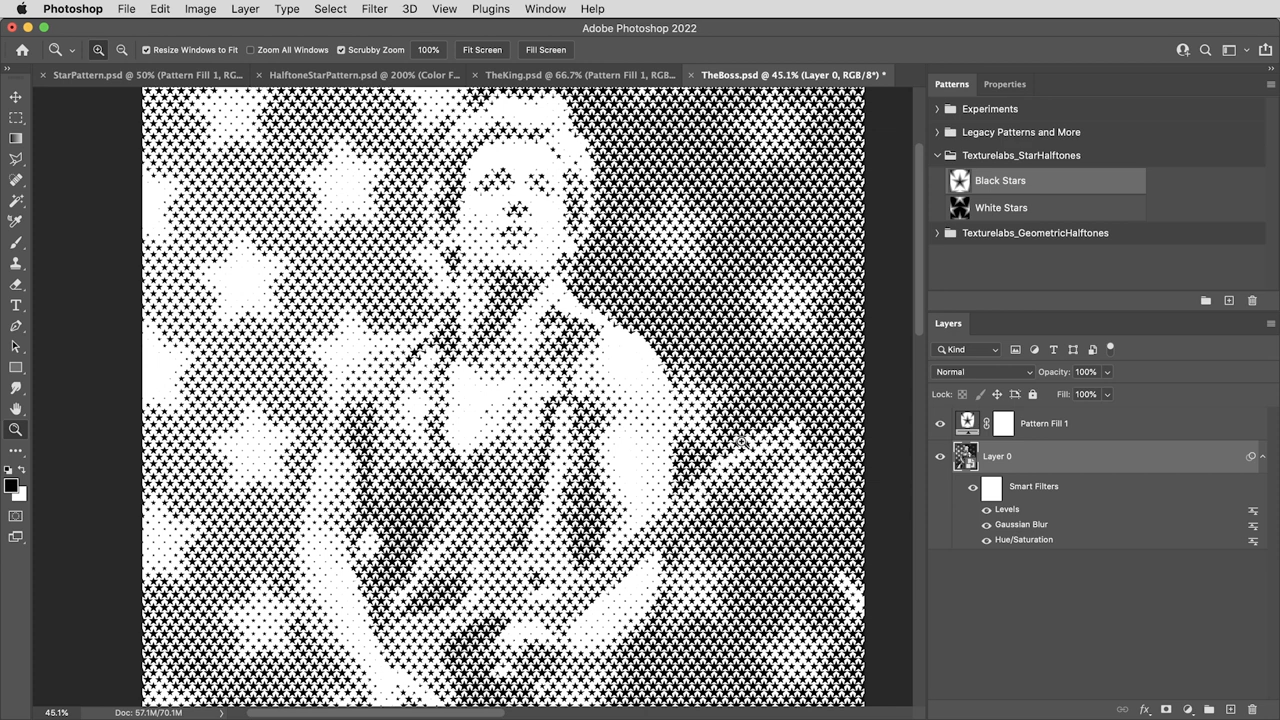 Photoshop File Edit Image Layer Type Select Filter 3D View Plugins Window Help
Adobe Photoshop 2022
Resize Windows to Fit Zoom All Windows Scrubby Zoom 100% Fit Screen Fill Screen
StarPattern.psd @ 50% (Pattern Fill 1, RG... HalftoneStarPattern.psd @ 200% (Color F... TheKing.psd @ 66.7% (Pattern Fill 1, RGB... TheBoss.psd @ 45.1% (Layer 0, RGB/8*) *
Patterns Properties
Experiments
Legacy Patterns and More
Texturelabs_StarHalftones
Black Stars
White Stars
Texturelabs_GeometricHalftones
Layers
Kind
Normal Opacity: 100%
Lock: Fill: 100%
Pattern Fill 1
Layer 0
Smart Filters
Levels
Gaussian Blur
Hue/Saturation
45.1% Doc: 57.1M/70.1M